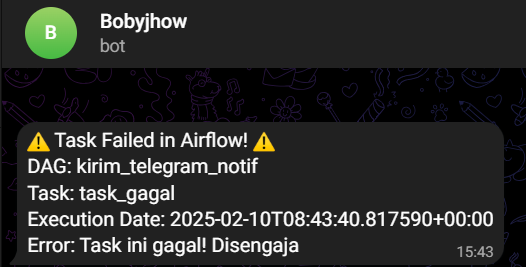 B
Bobyjhow
bot
⚠️ Task Failed in Airflow! ⚠️
DAG: kirim_telegram_notif
Task: task_gagal
Execution Date: 2025-02-10T08:43:40.817590+00:00
Error: Task ini gagal! Disengaja
15:43